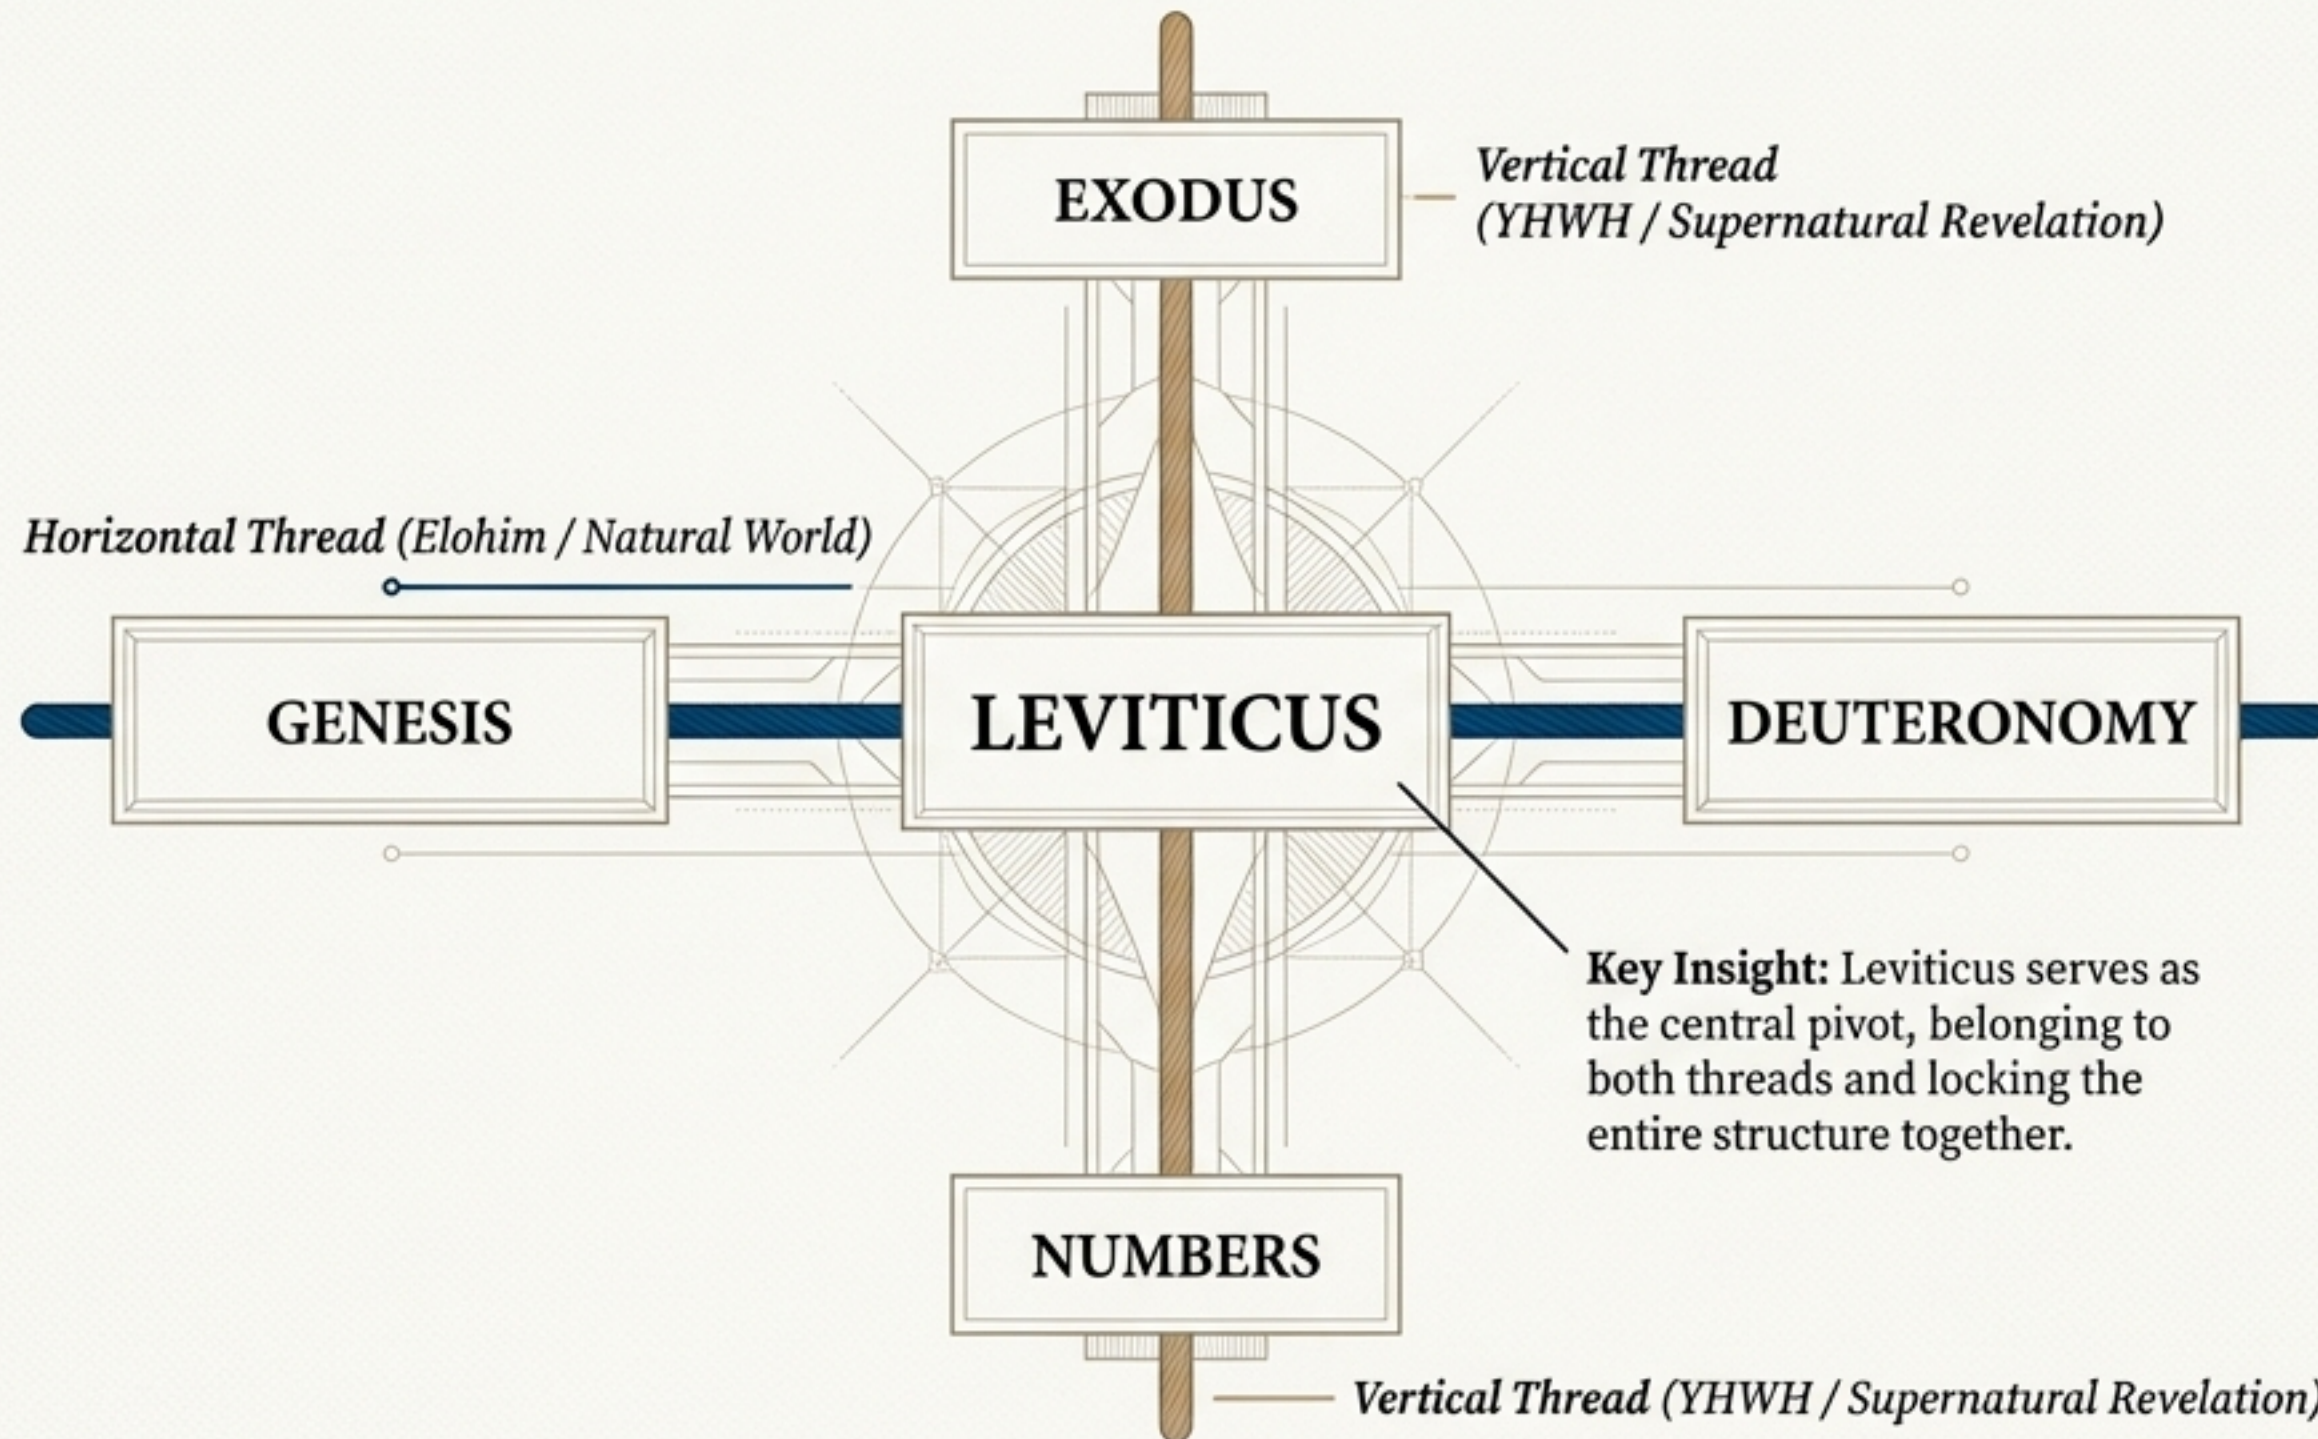 EXODUS
Vertical Thread
(YHWH / Supernatural Revelation)
Horizontal Thread (Elohim / Natural World)
GENESIS
LEVITICUS
DEUTERONOMY
Key Insight: Leviticus serves as
the central pivot, belonging to
both threads and locking the
entire structure together.
NUMBERS
Vertical Thread (YHWH / Supernatural Revelation)